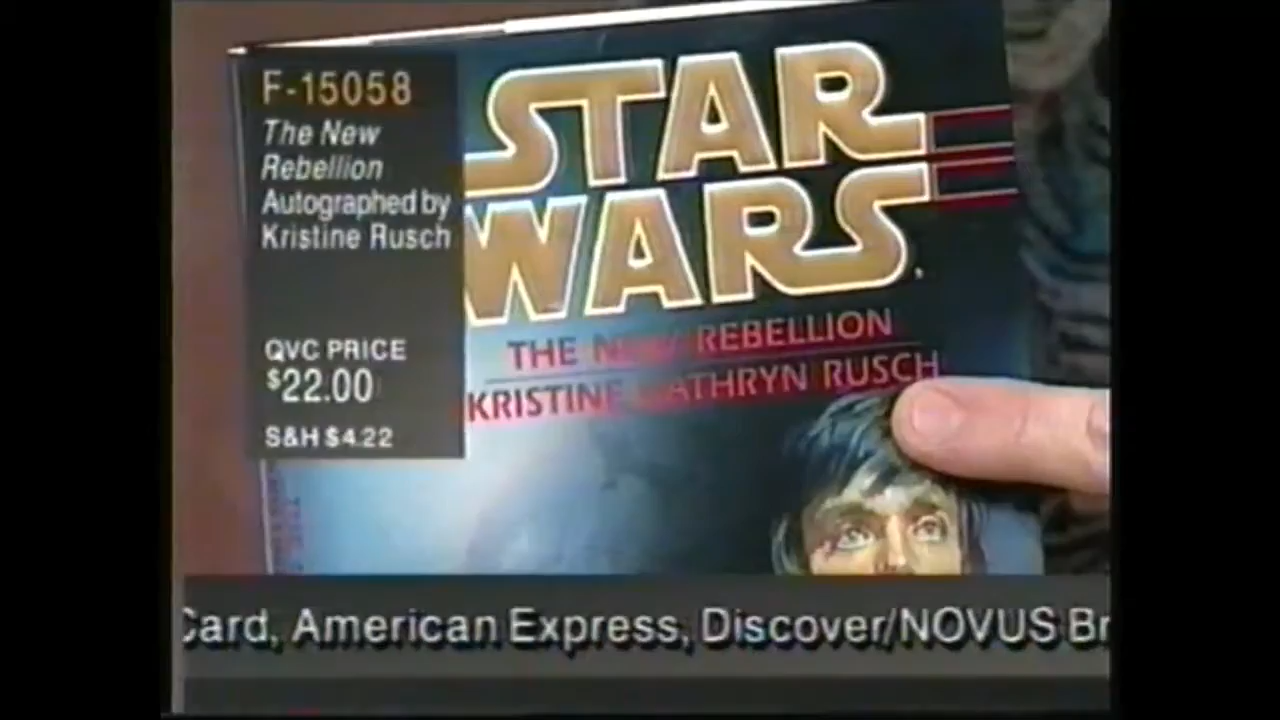 F-15058
The New
Rebellion
Autographed by
Kristine Rusch
QVC PRICE
$22.00
S&H $4.22
STAR
WARS
THE NEW REBELLION
KRISTINE KATHRYN RUSCH
Card, American Express, Discover/NOVUS Br